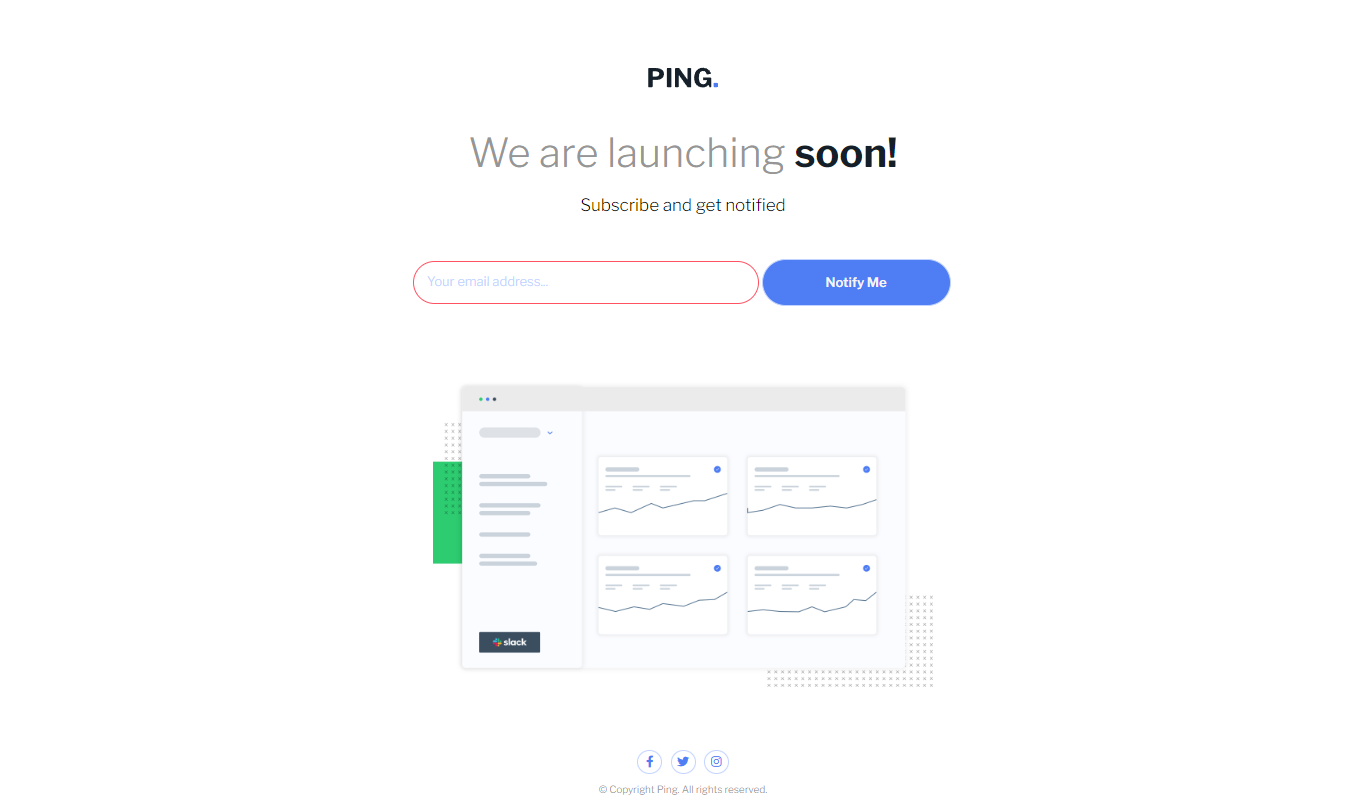 PING.
We are launching soon!
Subscribe and get notified
Your email address...
Notify Me
slack
© Copyright Ping. All rights reserved.